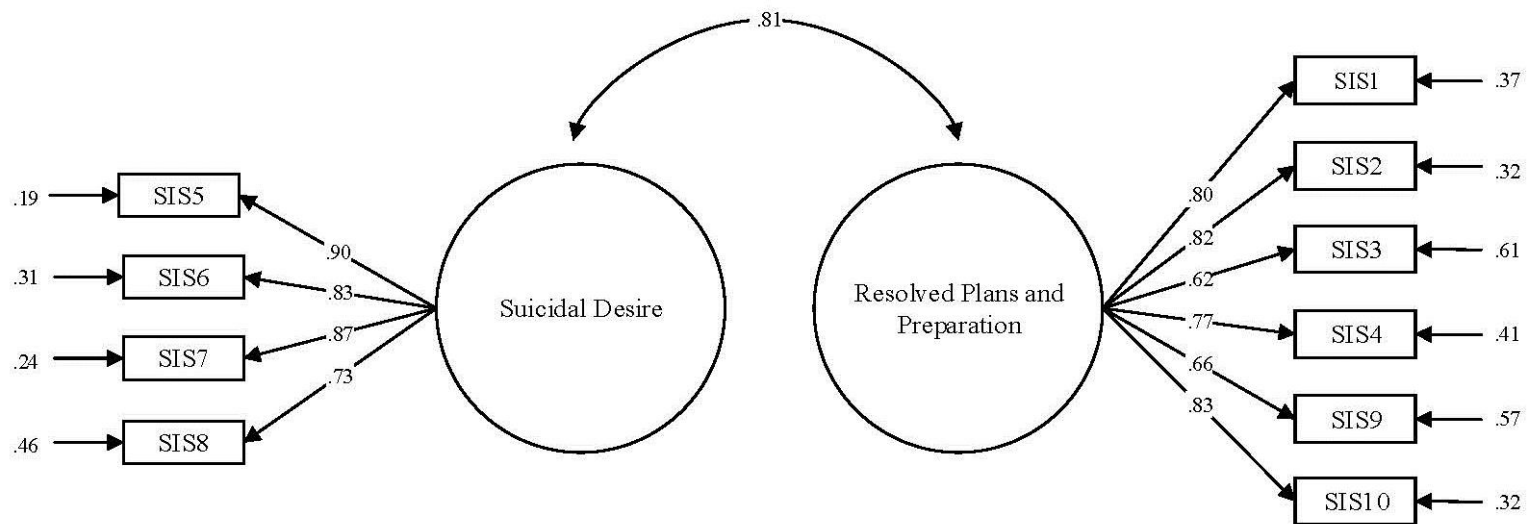 .81
SIS1
.37
SIS2
.32
.80
SIS5
.19
.82
SIS3
.61
.90
.62
SIS6
.31
.83
Suicidal Desire
Resolved Plans and
Preparation
.77
SIS4
.41
.87
SIS7
.24
.66
.73
.83
SIS9
.57
SIS8
.46
SIS10
.32